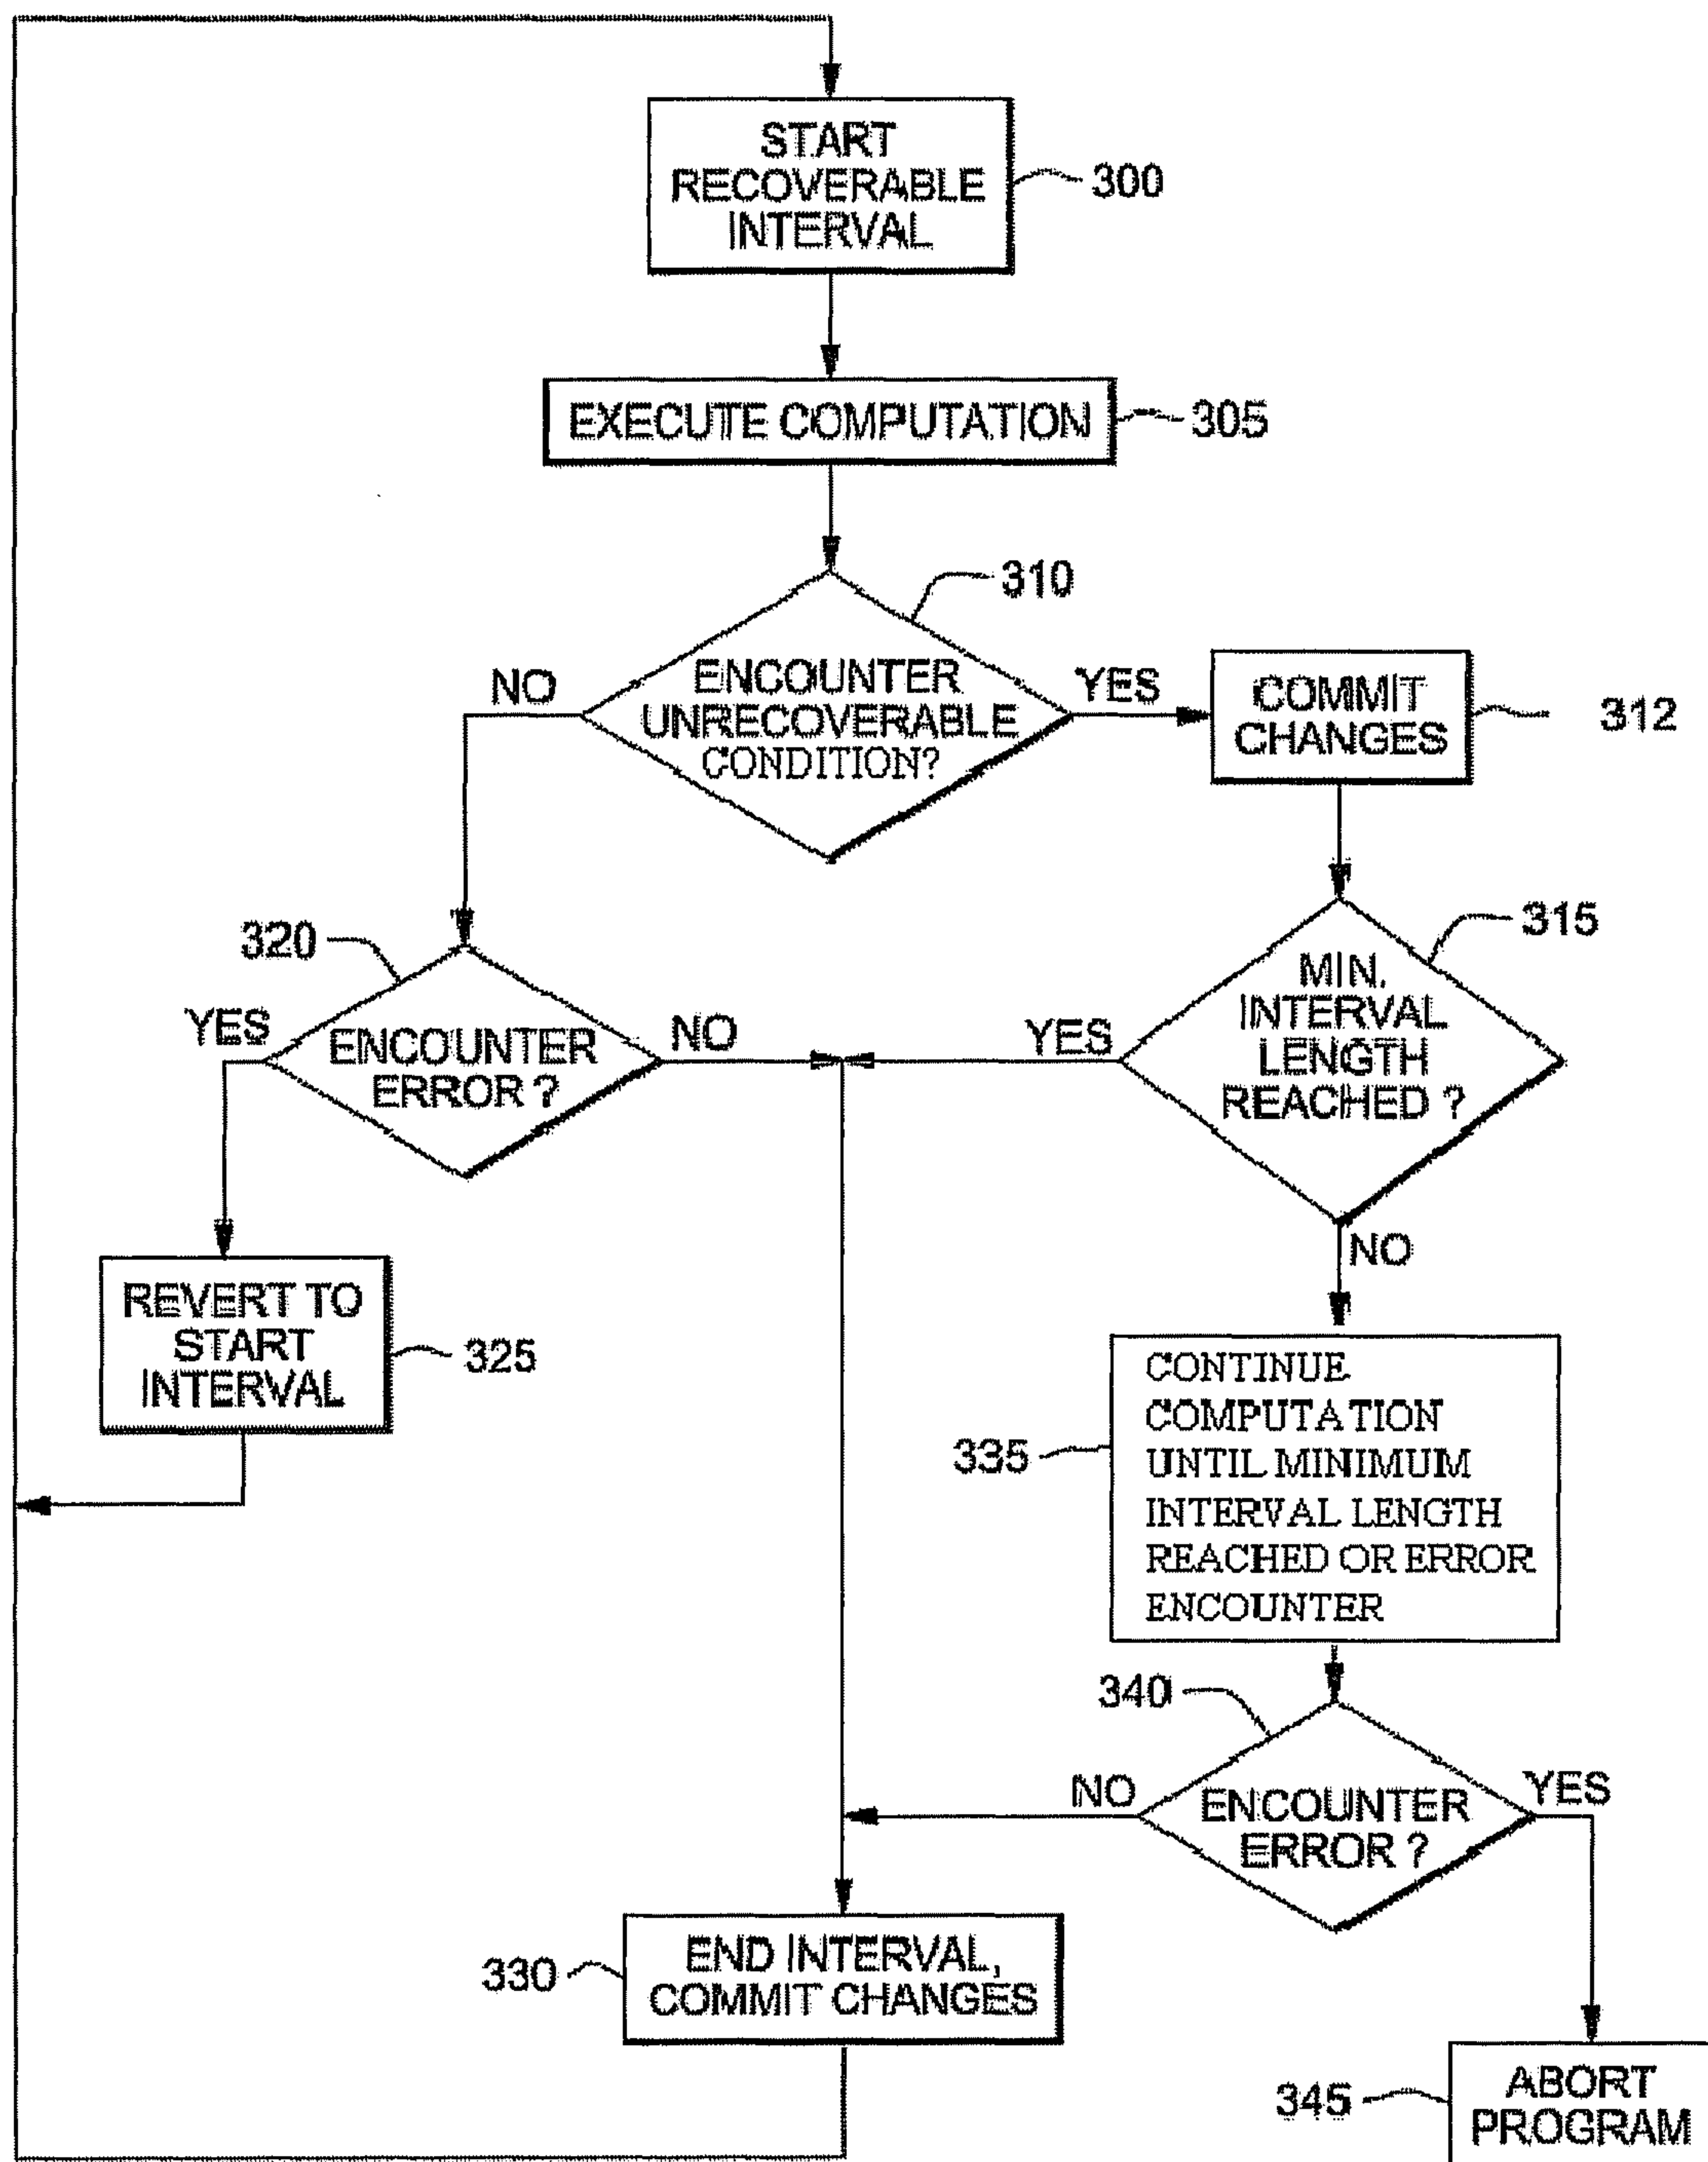 START
RECOVERABLE
INTERVAL
300
EXECUTE COMPUTATION
305
310
ENCOUNTER
UNRECOVERABLE
CONDITION?
NO
YES
COMMIT
CHANGES
312
320
ENCOUNTER
ERROR ?
YES
NO
315
MIN.
INTERVAL
LENGTH
REACHED ?
YES
NO
REVERT TO
START
INTERVAL
325
CONTINUE
COMPUTATION
UNTIL MINIMUM
INTERVAL LENGTH
REACHED OR ERROR
ENCOUNTER
335
340
ENCOUNTER
ERROR ?
NO
YES
END INTERVAL,
COMMIT CHANGES
330
ABORT
PROGRAM
345